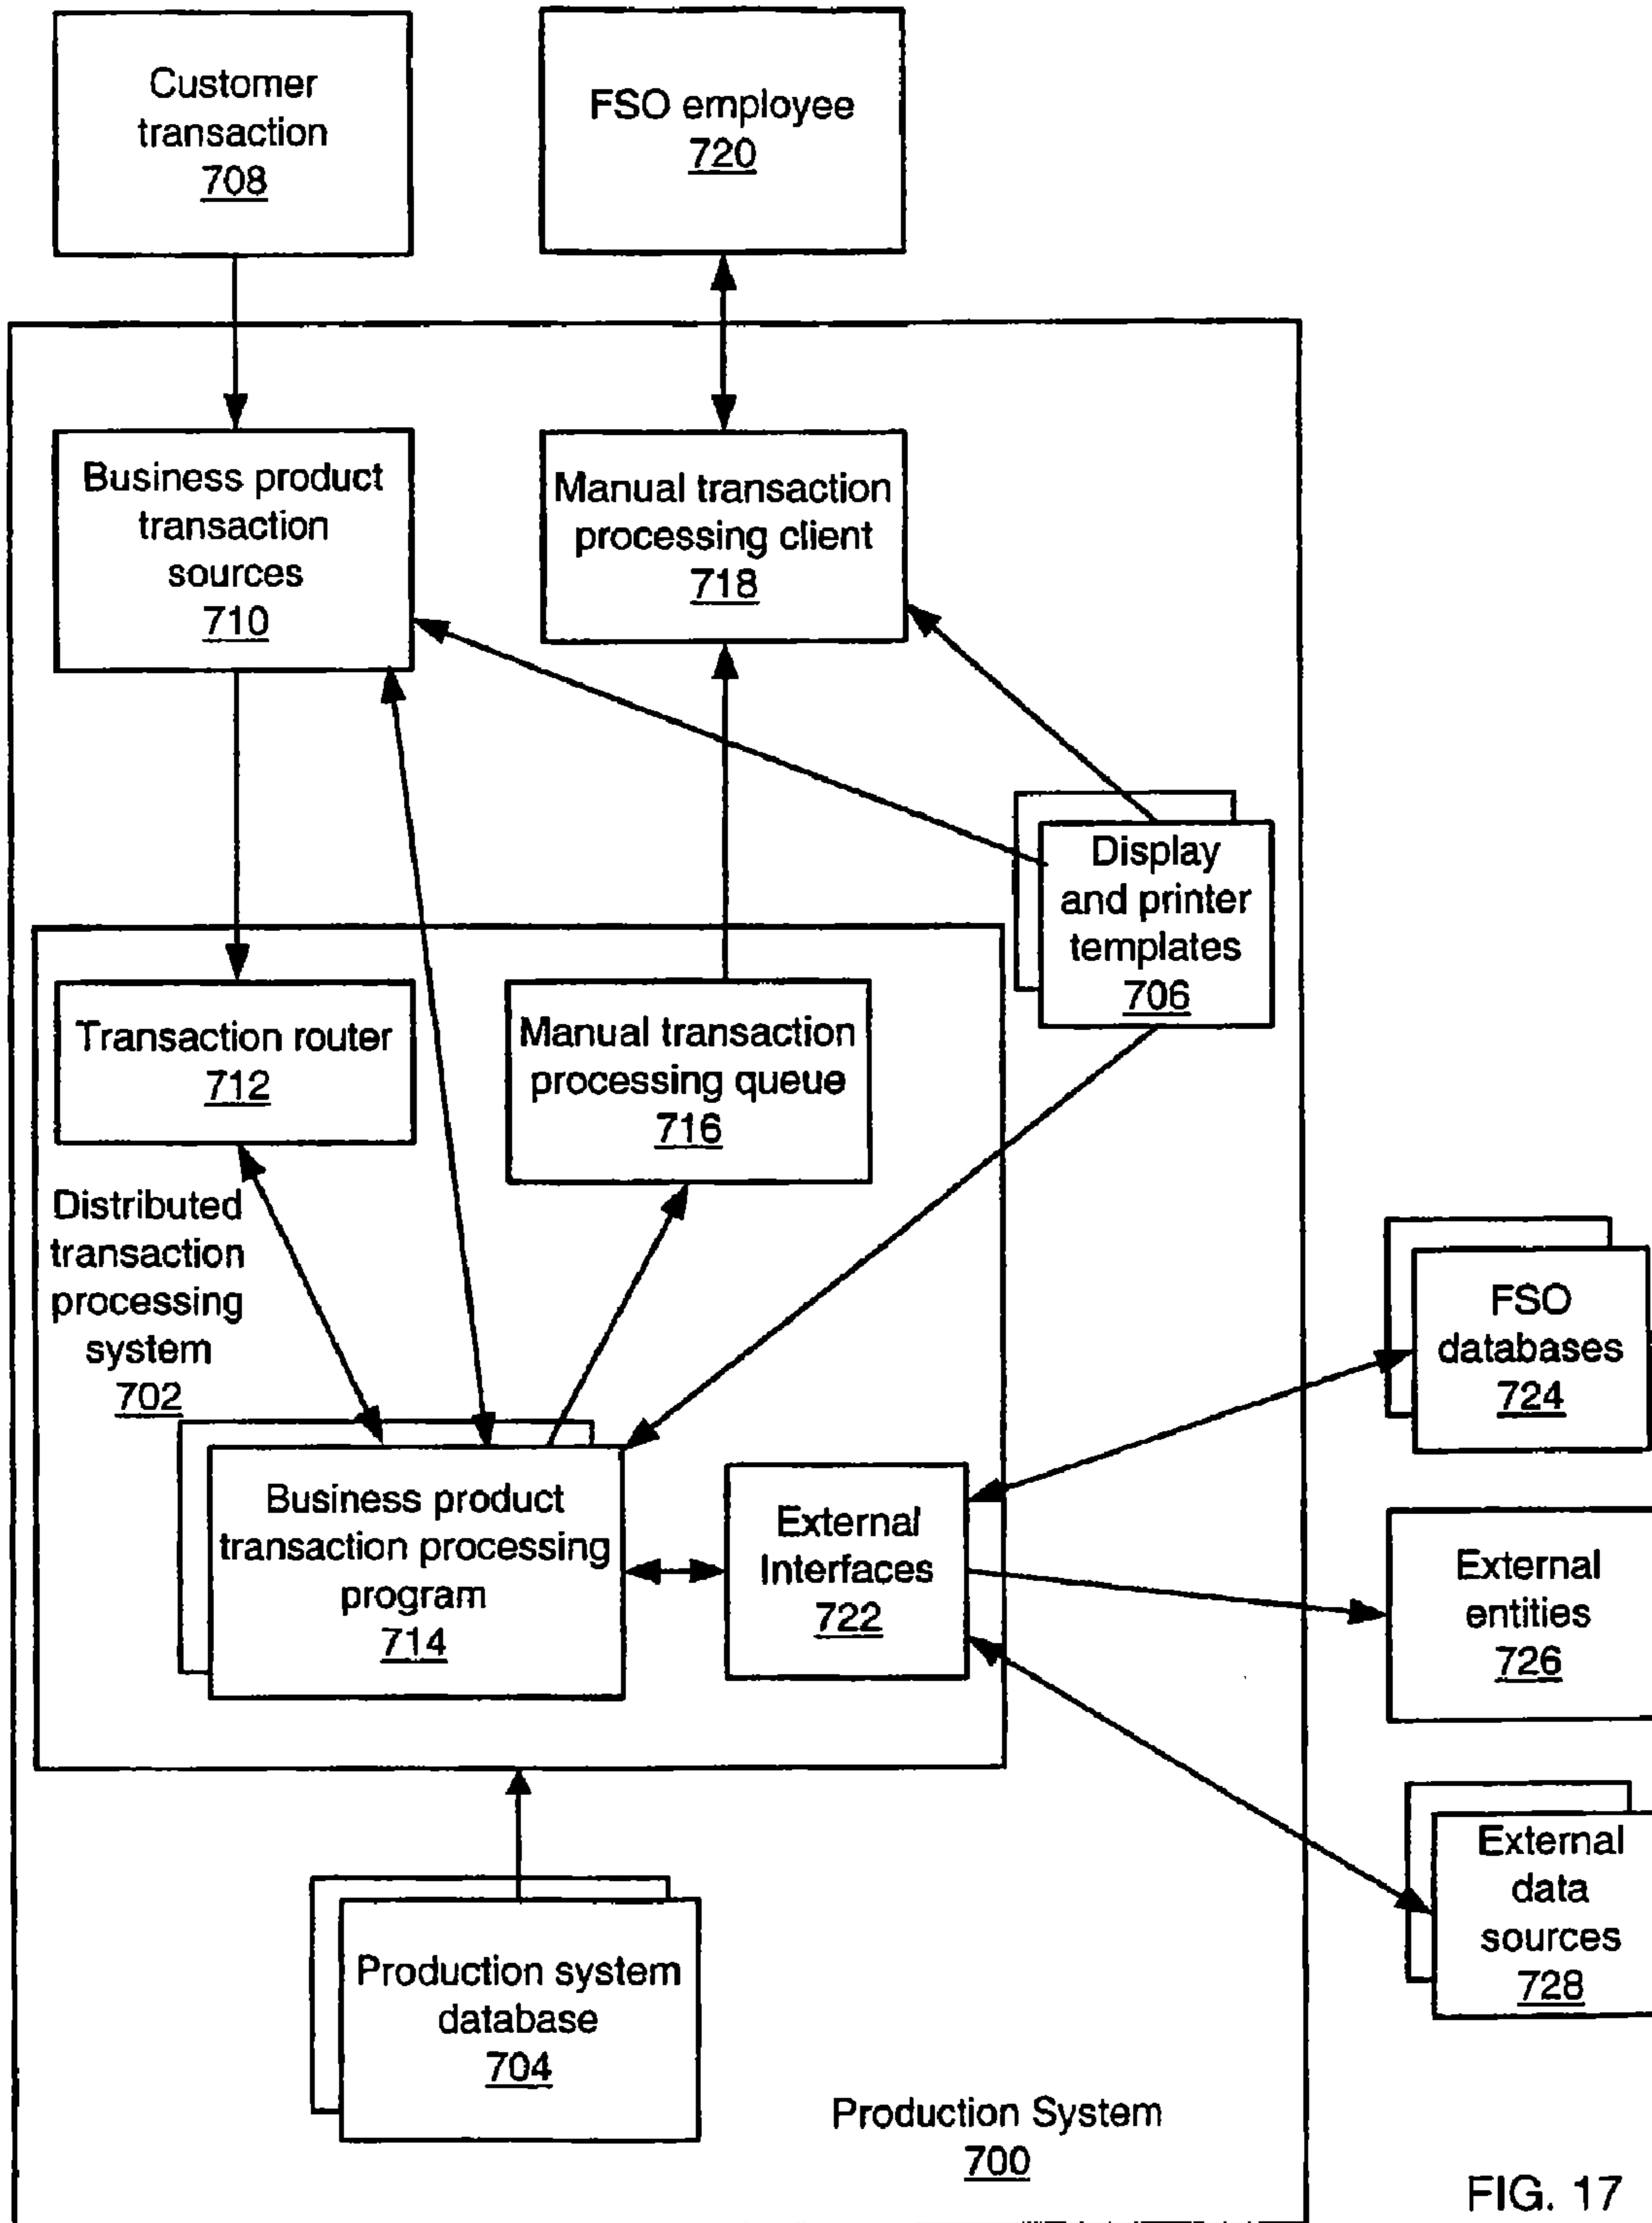 Customer
transaction
708
FSO employee
720
Business product
transaction
sources
710
Manual transaction
processing client
718
Display
and printer
templates
706
Transaction router
712
Manual transaction
processing queue
716
Distributed
transaction
processing
system
702
FSO
databases
724
Business product
transaction processing
program
714
External
Interfaces
722
External
entities
726
External
data
sources
728
Production system
database
704
Production System
700
FIG. 17